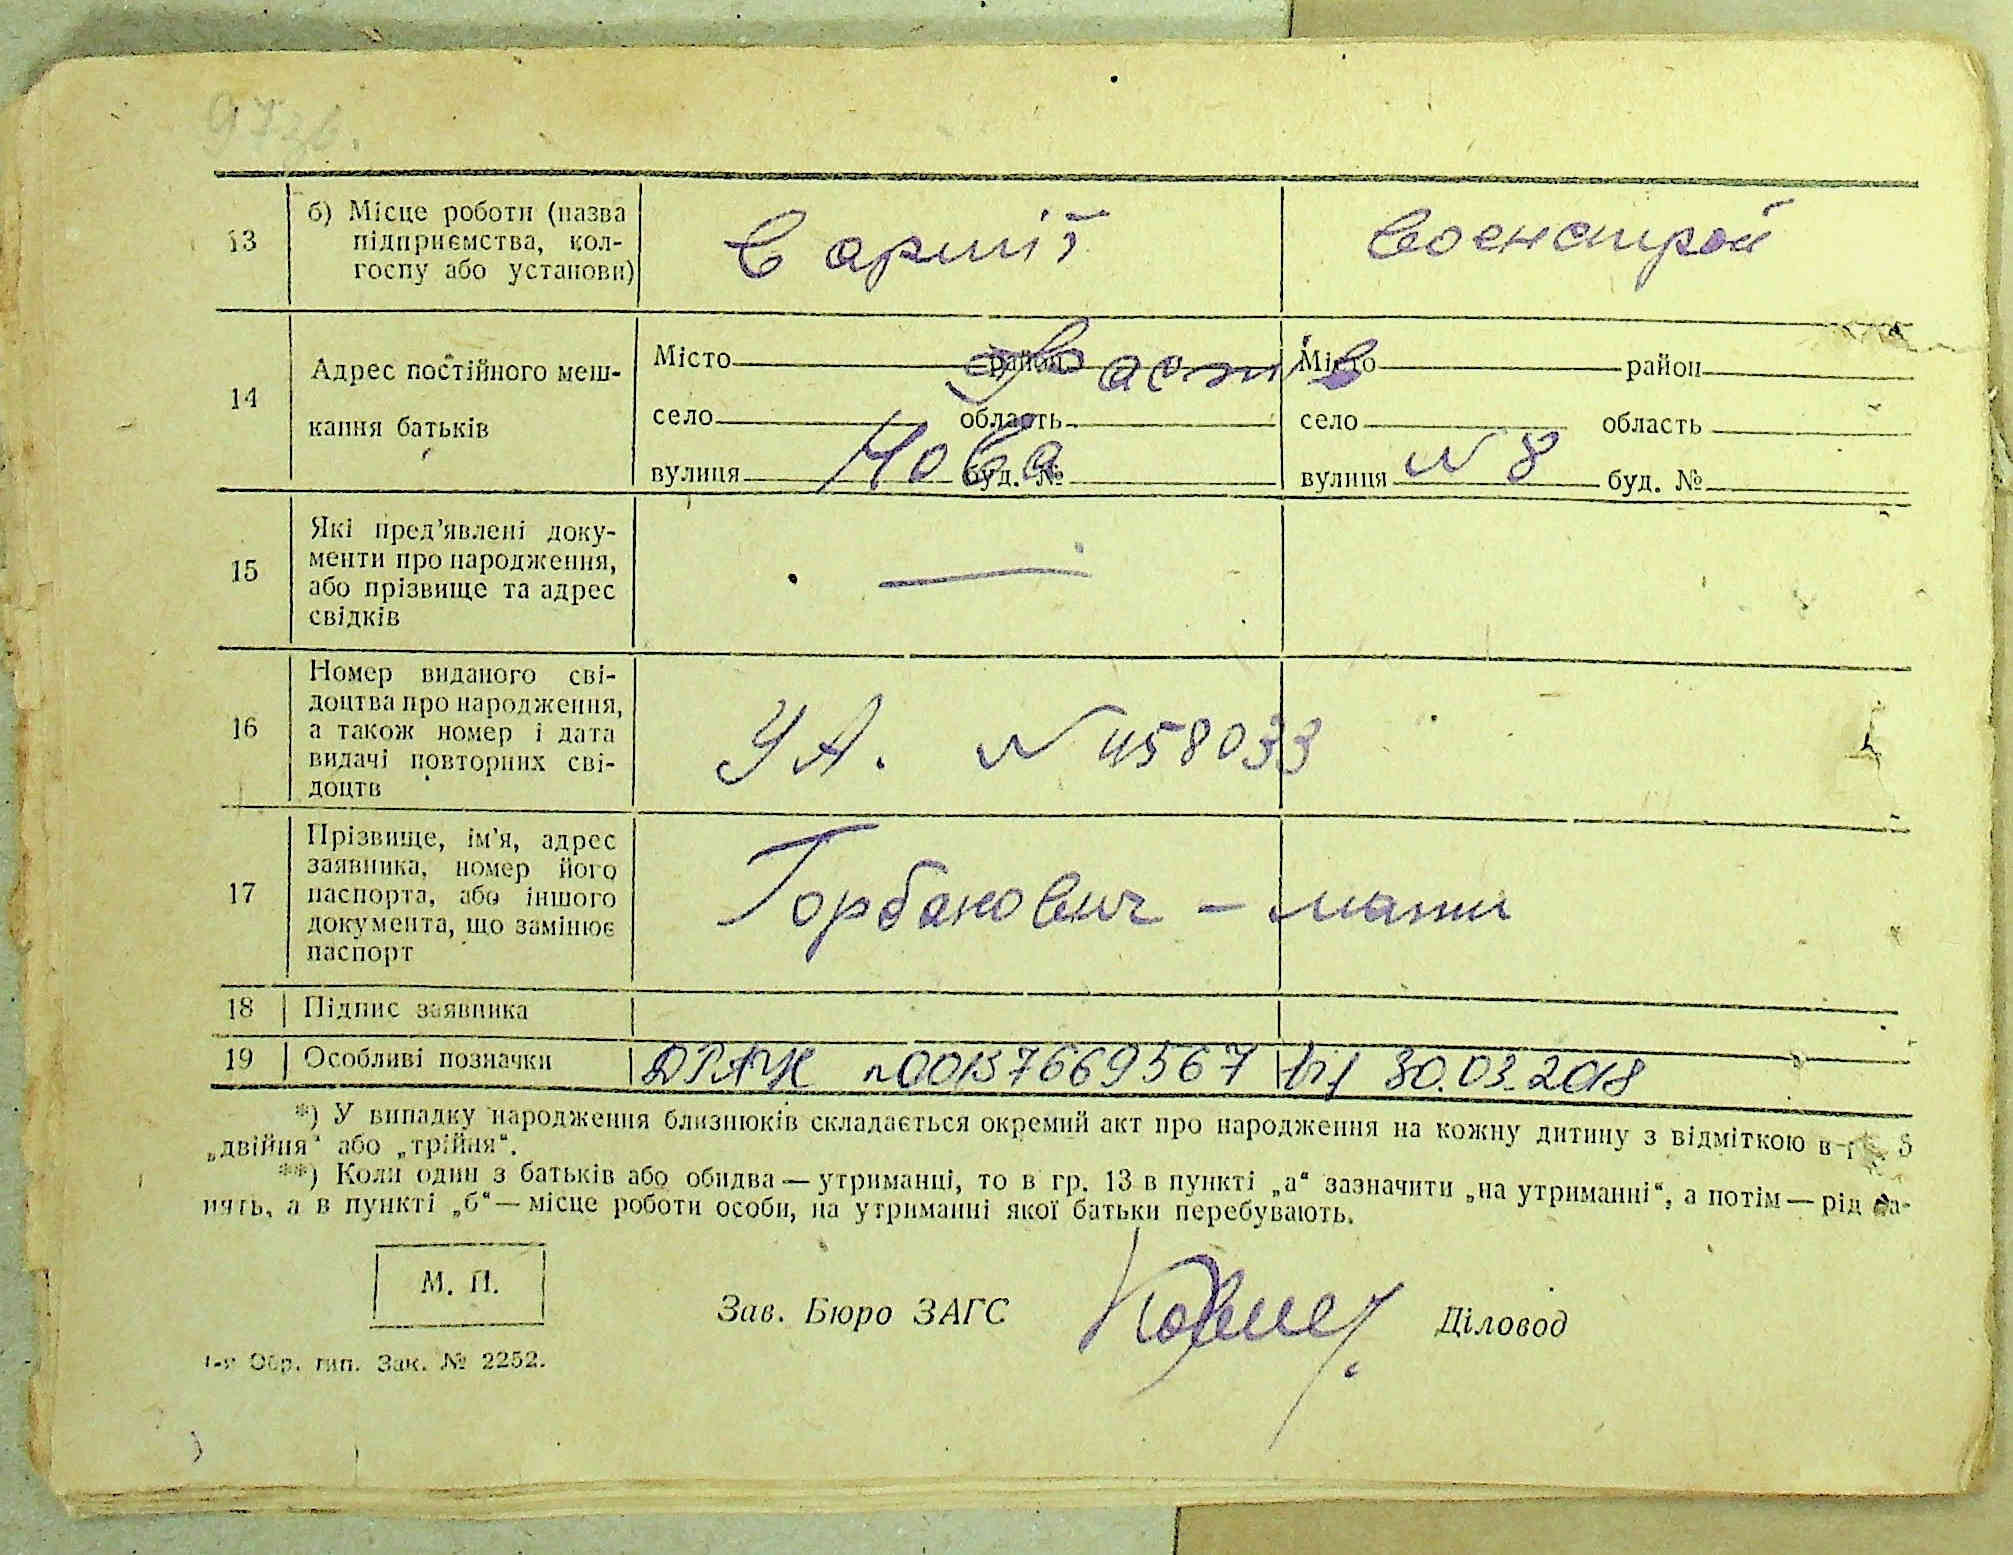 97зв.
13 б) Місце роботи (назва
підприємства, кол-
госпу або установи)
в армії
Военстрой
14 Адрес постійного меш-
кання батьків
Місто район
Фастів
село область
вулиця Нова буд. №
Місто район
село область
вулиця N 8 буд. №
15 Які пред'явлені доку-
менти про народження,
або прізвище та адрес
свідків
—
16 Номер виданого сві-
доцтва про народження,
а також номер і дата
видачі повторних сві-
доцтв
УА. N 458033
17 Прізвище, ім'я, адрес
заявника, номер його
паспорта, або іншого
документа, що замінює
паспорт
Горбакович – мати
18 Підпис заявника
19 Особливі позначки
ДРАЦС n00137669567 від 30.03.2018
*) У випадку народження близнюків складається окремий акт про народження на кожну дитину з відміткою в гр. 5
„двійня" або „трійня".
**) Коли один з батьків або обидва — утриманці, то в гр. 13 в пункті „а" зазначити „на утриманні", а потім — рід за-
нять, а в пункті „б" — місце роботи особи, на утриманні якої батьки перебувають.
М. П.
Зав. Бюро ЗАГС
Діловод
1-я Обр. тип. Зак. № 2252.